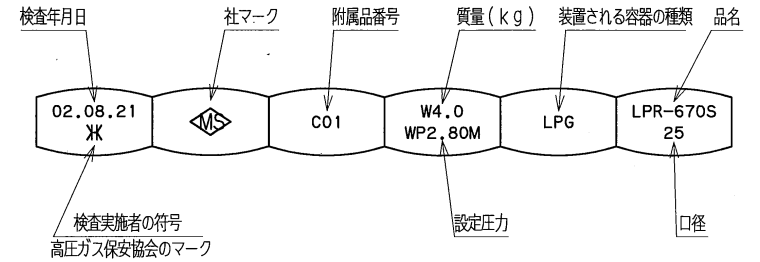 検査年月日
社マーク
附属品番号
質量(kg)
装置される容器の種類
品名
02.08.21
MS
C01
W4.0
WP2.80M
LPG
LPR-670S
25
検査実施者の符号
高圧ガス保安協会のマーク
設定圧力
口径